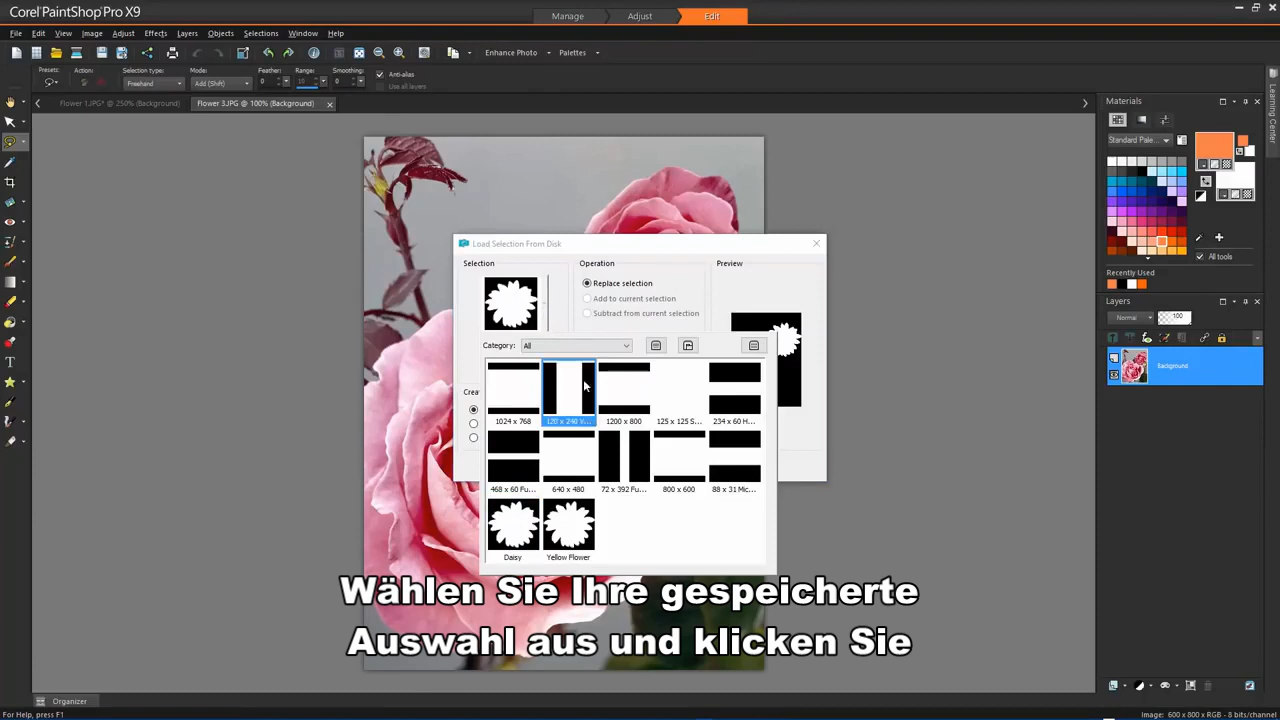 Corel PaintShop Pro X9
Manage Adjust Edit
File Edit View Image Adjust Effects Layers Objects Selections Window Help
Enhance Photo Palettes
Presets: Action: Selection type: Mode: Feather: Range: Smoothing: Anti-alias
Freehand Add (Shift) 0 10 0 Use all layers
Flower 1.JPG* @ 250% (Background) Flower 3.JPG @ 100% (Background)
Materials
Standard Pale...
All tools
Recently Used
Layers
Normal 100
Background
Learning Center
Load Selection From Disk
Selection Operation Preview
Replace selection
Add to current selection
Subtract from current selection
Category: All
Crea
1024 x 768 120 x 240 V... 1200 x 800 125 x 125 S... 234 x 60 H...
468 x 60 Fu... 640 x 480 72 x 392 Fu... 800 x 600 88 x 31 Mic...
Daisy Yellow Flower
Wählen Sie Ihre gespeicherte
Auswahl aus und klicken Sie
Organizer
For Help, press F1
Image: 600 x 800 x RGB - 8 bits/channel